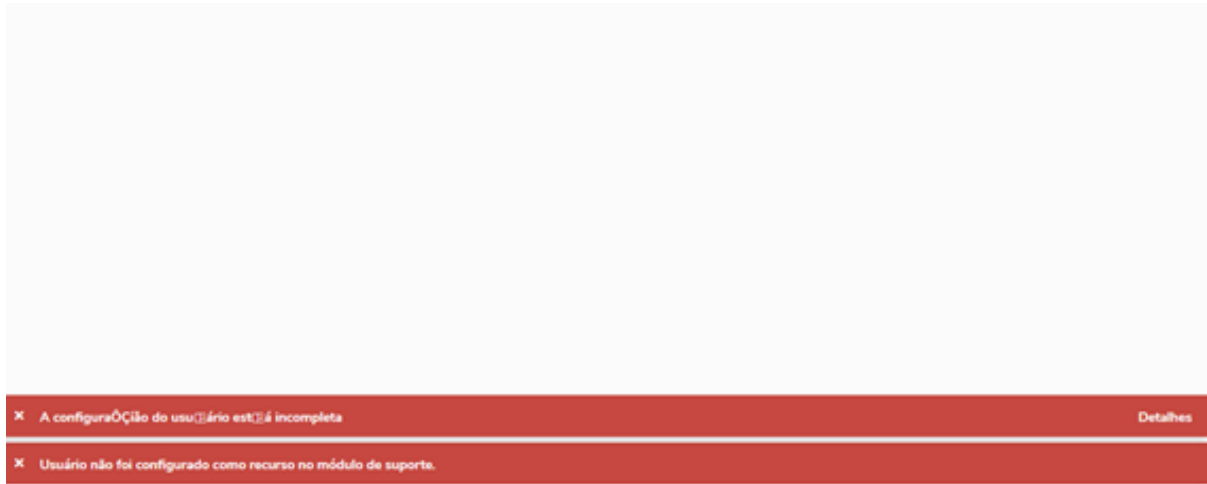 A configuraÔÇião do usu⍰ário est⍰á incompleta Detalhes
Usuário não foi configurado como recurso no módulo de suporte.